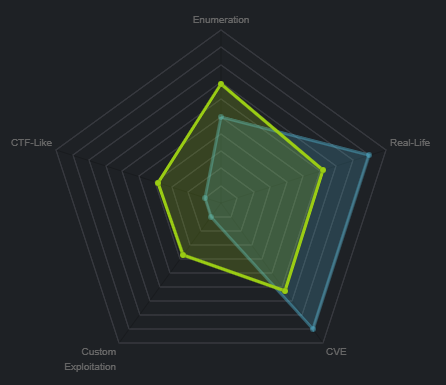 Enumeration
CTF-Like
Real-Life
Custom
Exploitation
CVE